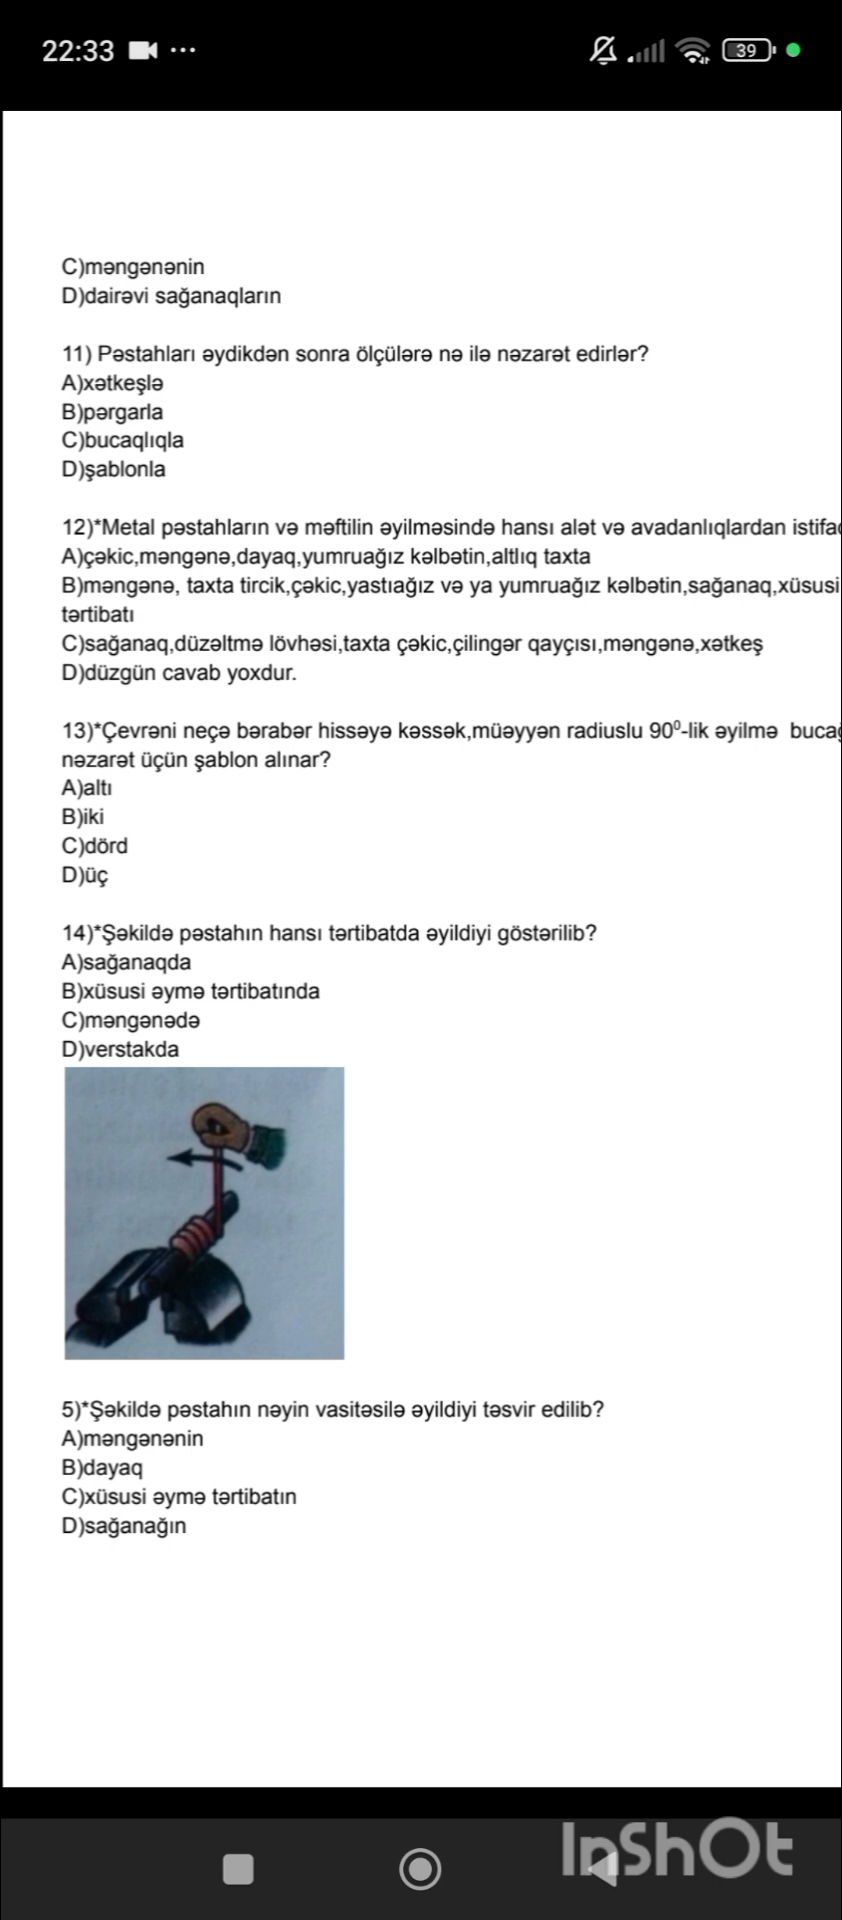 22:33
39
C)məngənənin
D)dairəvi sağanaqların
11) Pəstahları əydikdən sonra ölçülərə nə ilə nəzarət edirlər?
A)xətkeşlə
B)pərgarla
C)bucaqlıqla
D)şablonla
12)*Metal pəstahların və məftilin əyilməsində hansı alət və avadanlıqlardan
A)çəkic,məngənə,dayaq,yumruağız kəlbətin,altlıq taxta
B)məngənə, taxta tircik,çəkic,yastıağız və ya yumruağız kəlbətin,sağanaq,xüsusi
tərtibatı
C)sağanaq,düzəltmə lövhəsi,taxta çəkic,çilingər qayçısı,məngənə,xətkeş
D)düzgün cavab yoxdur.
13)*Çevrəni neçə bərabər hissəyə kəssək,müəyyən radiuslu 90⁰-lik əyilmə
nəzarət üçün şablon alınar?
A)altı
B)iki
C)dörd
D)üç
14)*Şəkildə pəstahın hansı tərtibatda əyildiyi göstərilib?
A)sağanaqda
B)xüsusi əymə tərtibatında
C)məngənədə
D)verstakda
5)*Şəkildə pəstahın nəyin vasitəsilə əyildiyi təsvir edilib?
A)məngənənin
B)dayaq
C)xüsusi əymə tərtibatın
D)sağanağın
InShOt